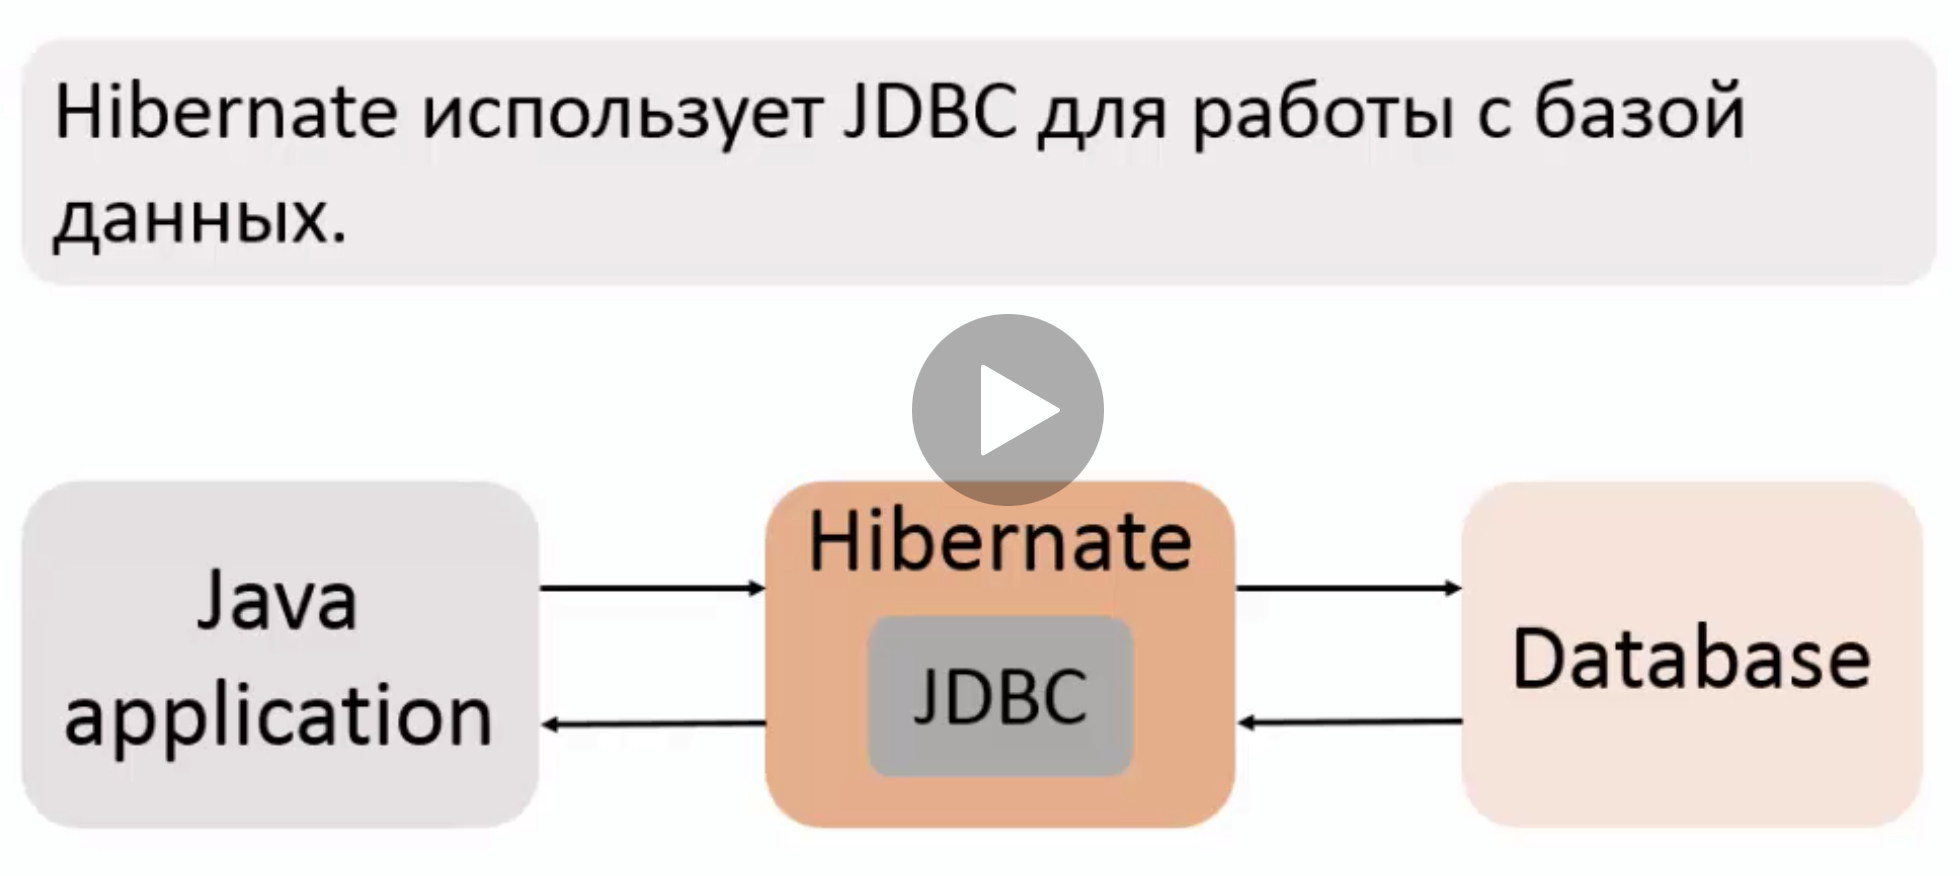 Hibernate использует JDBC для работы с базой
данных.
Java
application
Hibernate
JDBC
Database